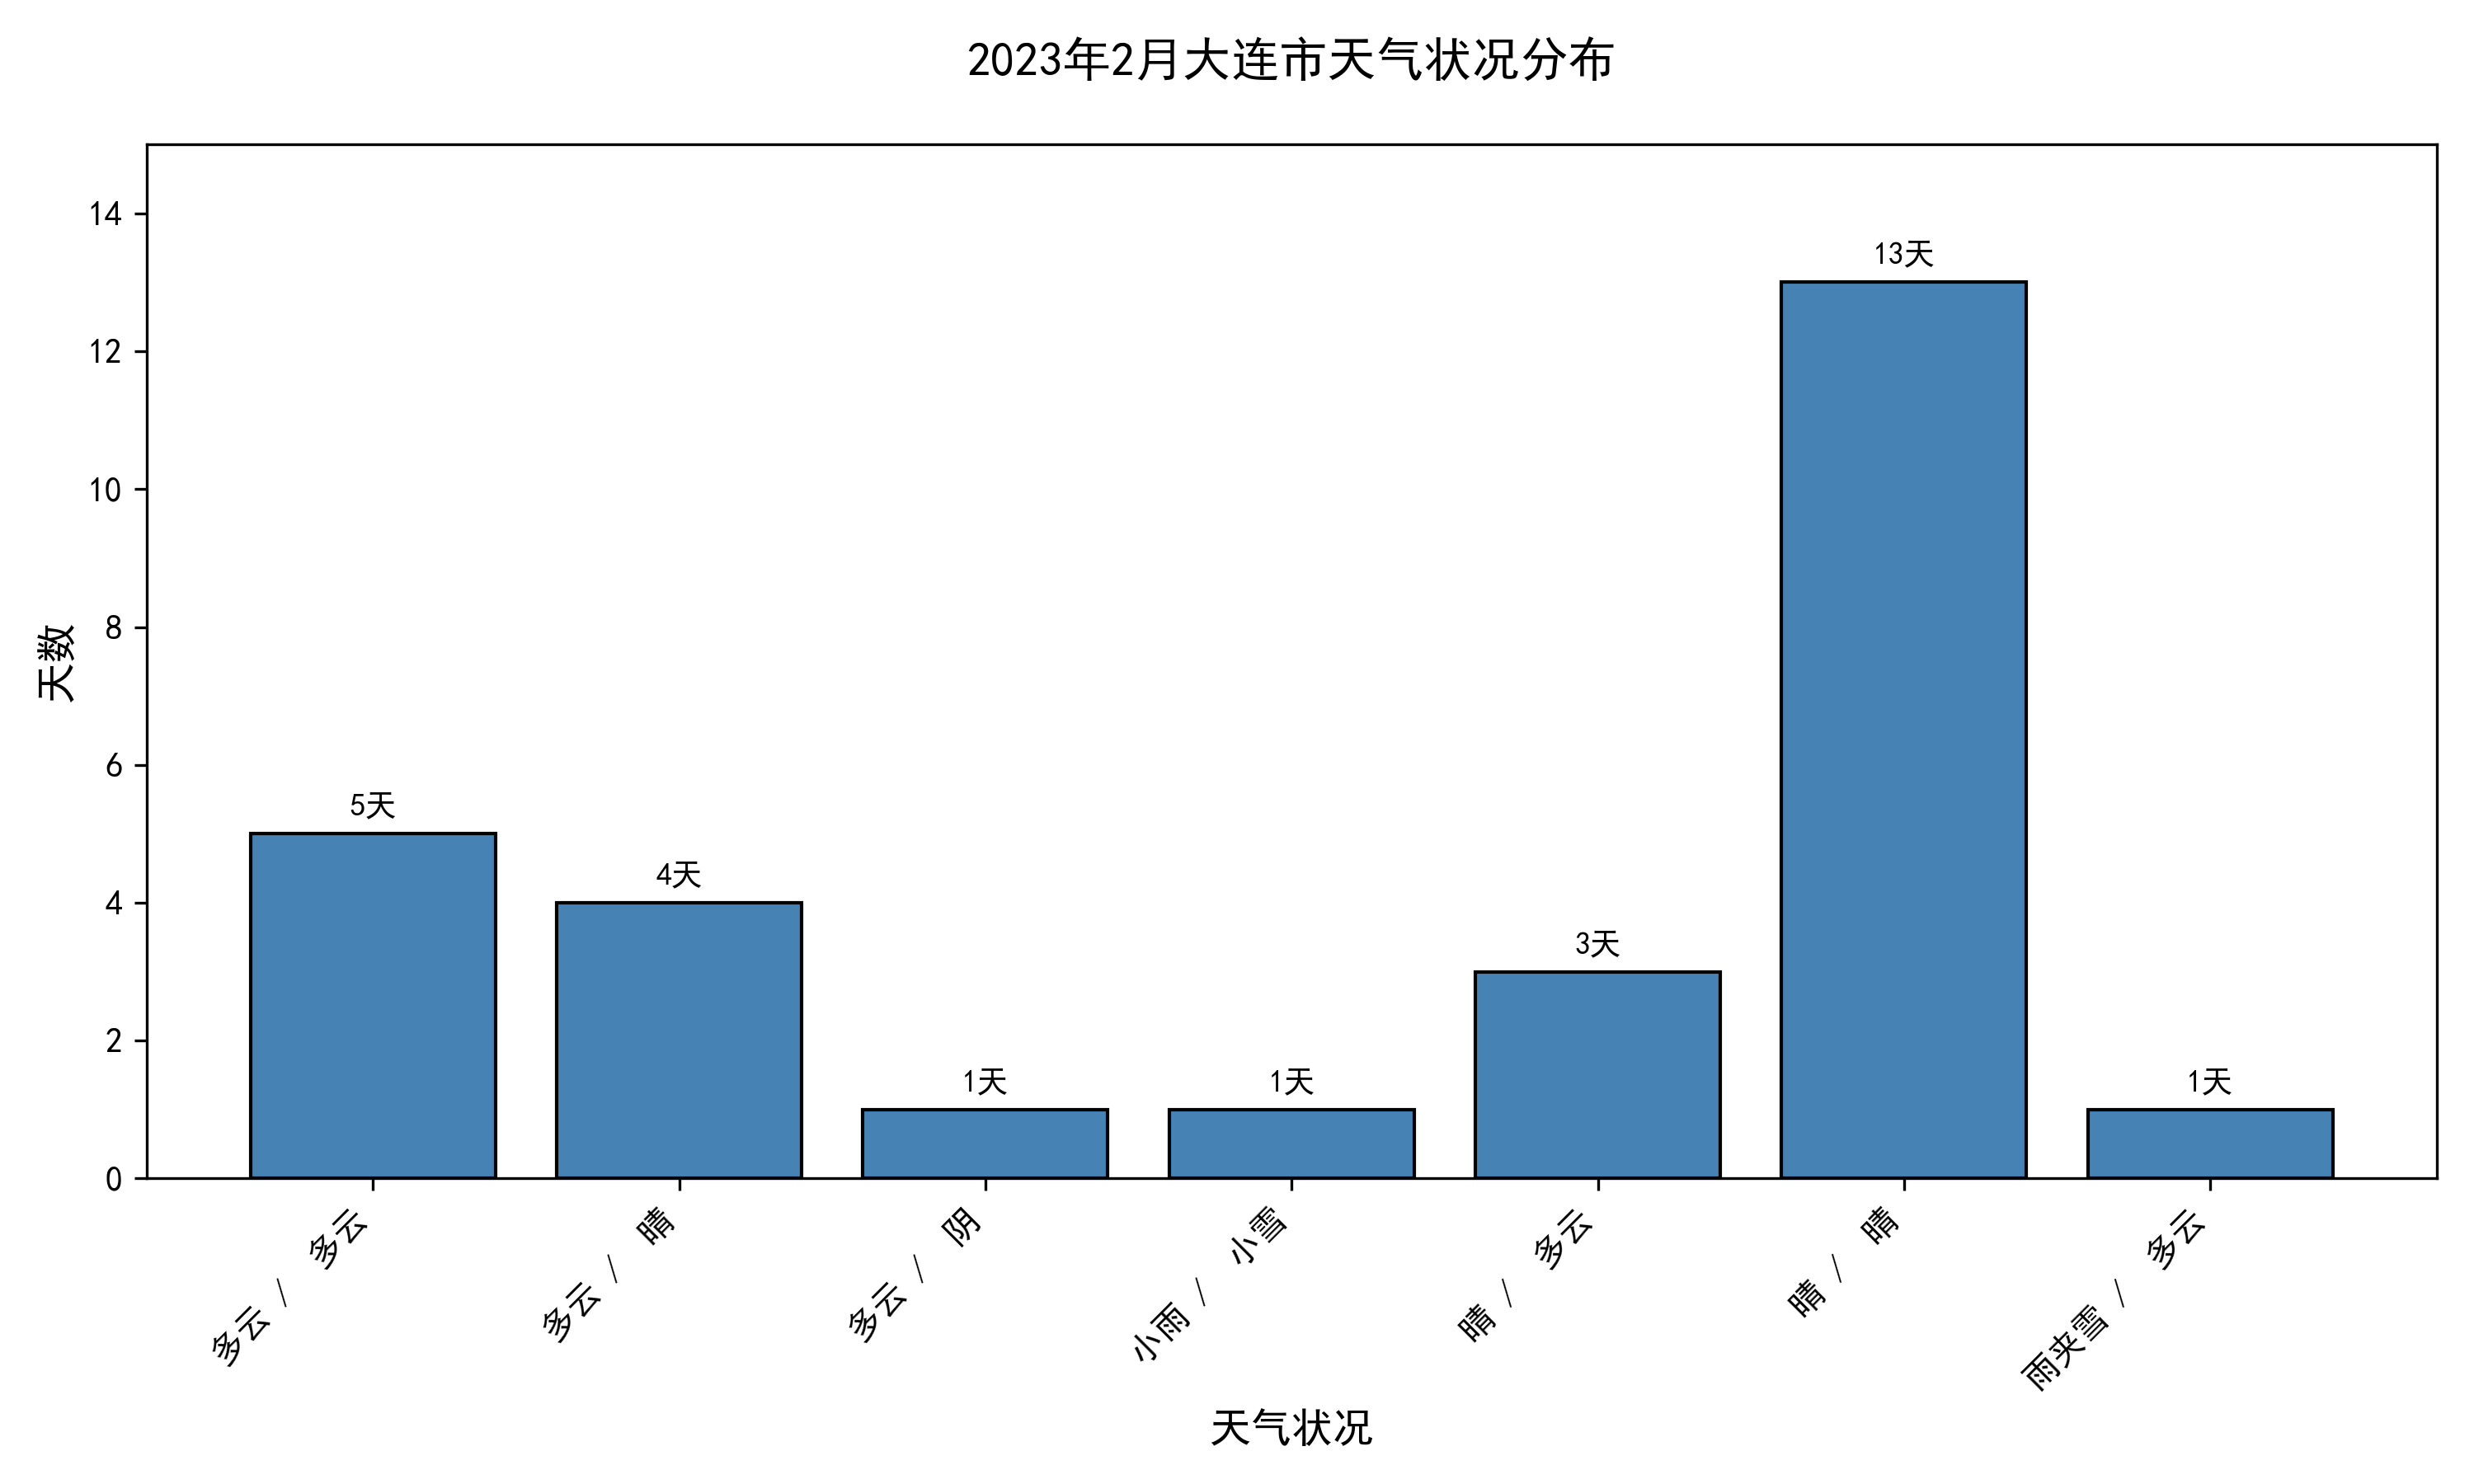 2023年2月大连市天气状况分布
天数
14
12
10
8
6
4
2
0
5天
4天
1天
1天
3天
13天
1天
多云 / 多云
多云 / 晴
多云 / 阴
小雨 / 小雪
晴 / 多云
晴 / 晴
雨夹雪 / 多云
天气状况